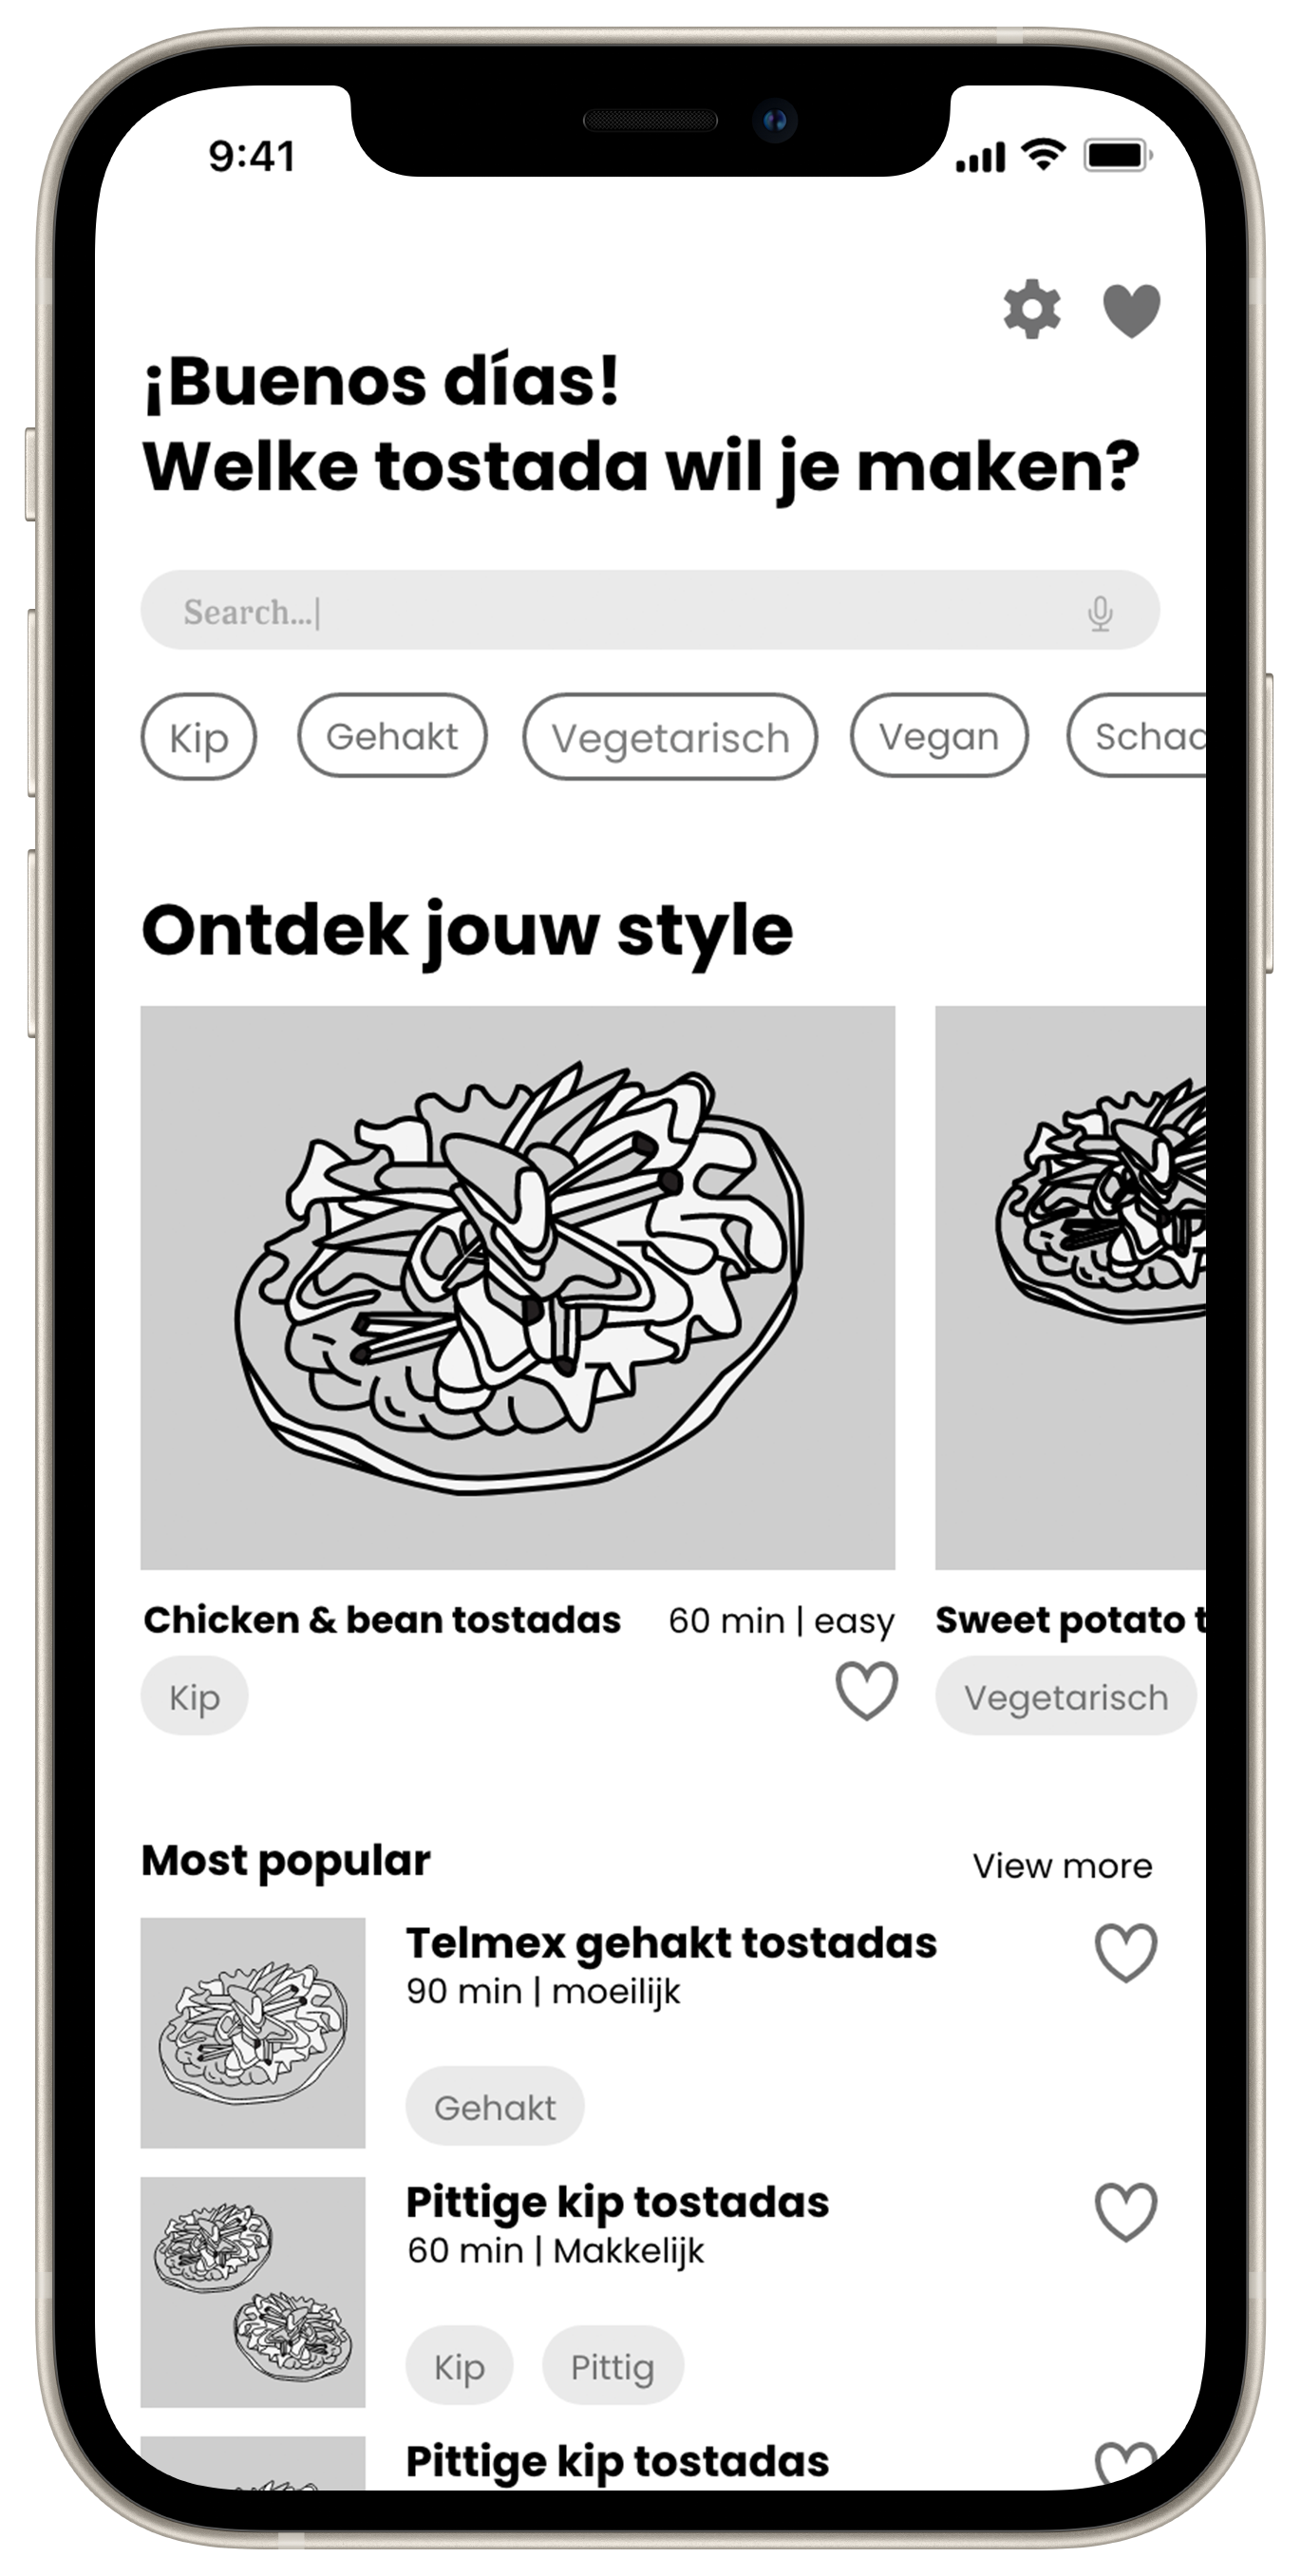 9:41
¡Buenos días!
Welke tostada wil je maken?
Search...
Kip Gehakt Vegetarisch Vegan
Ontdek jouw style
Chicken & bean tostadas 60 min | easy Sweet potato
Kip Vegetarisch
Most popular View more
Telmex gehakt tostadas
90 min | moeilijk
Gehakt
Pittige kip tostadas
60 min | Makkelijk
Kip Pittig
Pittige kip tostadas